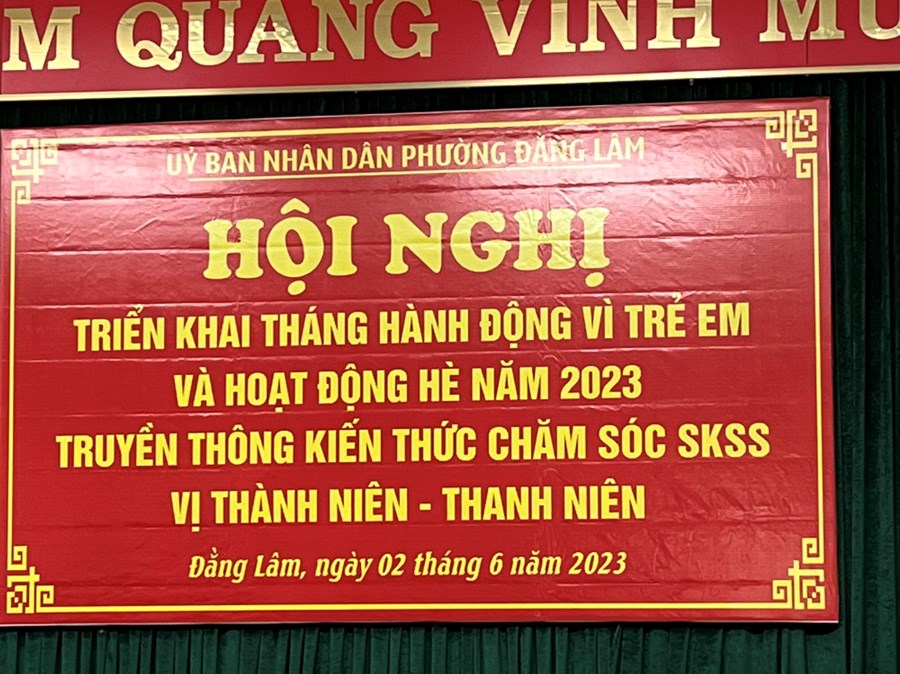 M QUANG VINH MU
UỶ BAN NHÂN DÂN PHƯỜNG ĐẰNG LÂM
HỘI NGHỊ
TRIỂN KHAI THÁNG HÀNH ĐỘNG VÌ TRẺ EM
VÀ HOẠT ĐỘNG HÈ NĂM 2023
TRUYỀN THÔNG KIẾN THỨC CHĂM SÓC SKSS
VỊ THÀNH NIÊN - THANH NIÊN
Đằng Lâm, ngày 02 tháng 6 năm 2023